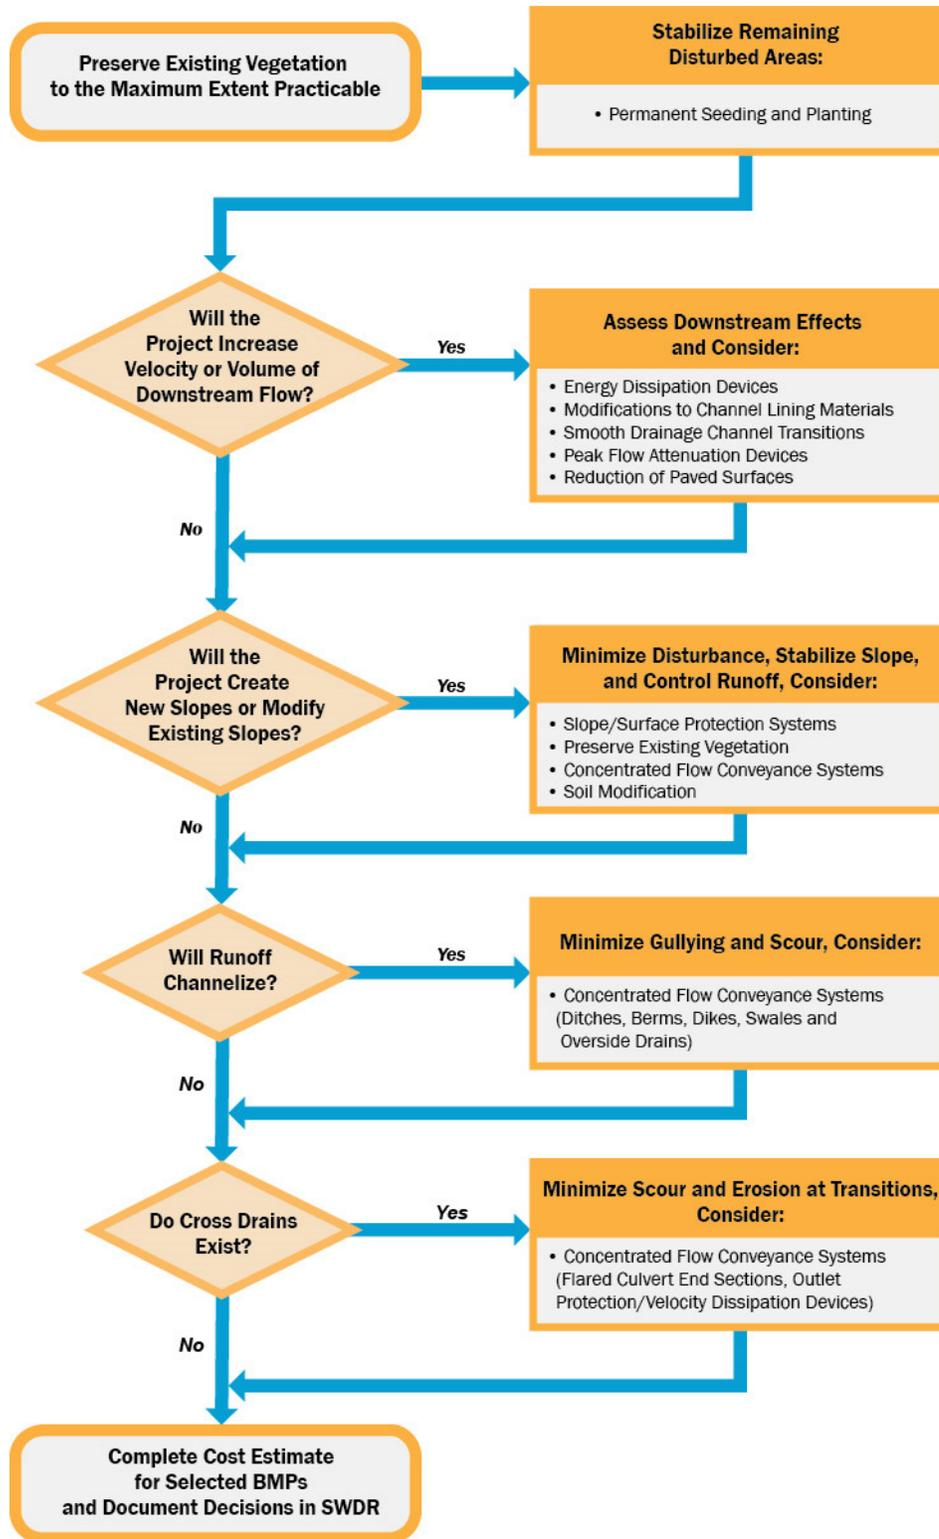 Preserve Existing Vegetation
to the Maximum Extent Practicable
Stabilize Remaining
Disturbed Areas:
• Permanent Seeding and Planting
Will the
Project Increase
Velocity or Volume of
Downstream Flow?
Yes
Assess Downstream Effects
and Consider:
• Energy Dissipation Devices
• Modifications to Channel Lining Materials
• Smooth Drainage Channel Transitions
• Peak Flow Attenuation Devices
• Reduction of Paved Surfaces
No
Will the
Project Create
New Slopes or Modify
Existing Slopes?
Yes
Minimize Disturbance, Stabilize Slope,
and Control Runoff, Consider:
• Slope/Surface Protection Systems
• Preserve Existing Vegetation
• Concentrated Flow Conveyance Systems
• Soil Modification
No
Will Runoff
Channelize?
Yes
Minimize Gullying and Scour, Consider:
• Concentrated Flow Conveyance Systems
(Ditches, Berms, Dikes, Swales and
Overside Drains)
No
Do Cross Drains
Exist?
Yes
Minimize Scour and Erosion at Transitions,
Consider:
• Concentrated Flow Conveyance Systems
(Flared Culvert End Sections, Outlet
Protection/Velocity Dissipation Devices)
No
Complete Cost Estimate
for Selected BMPs
and Document Decisions in SWDR